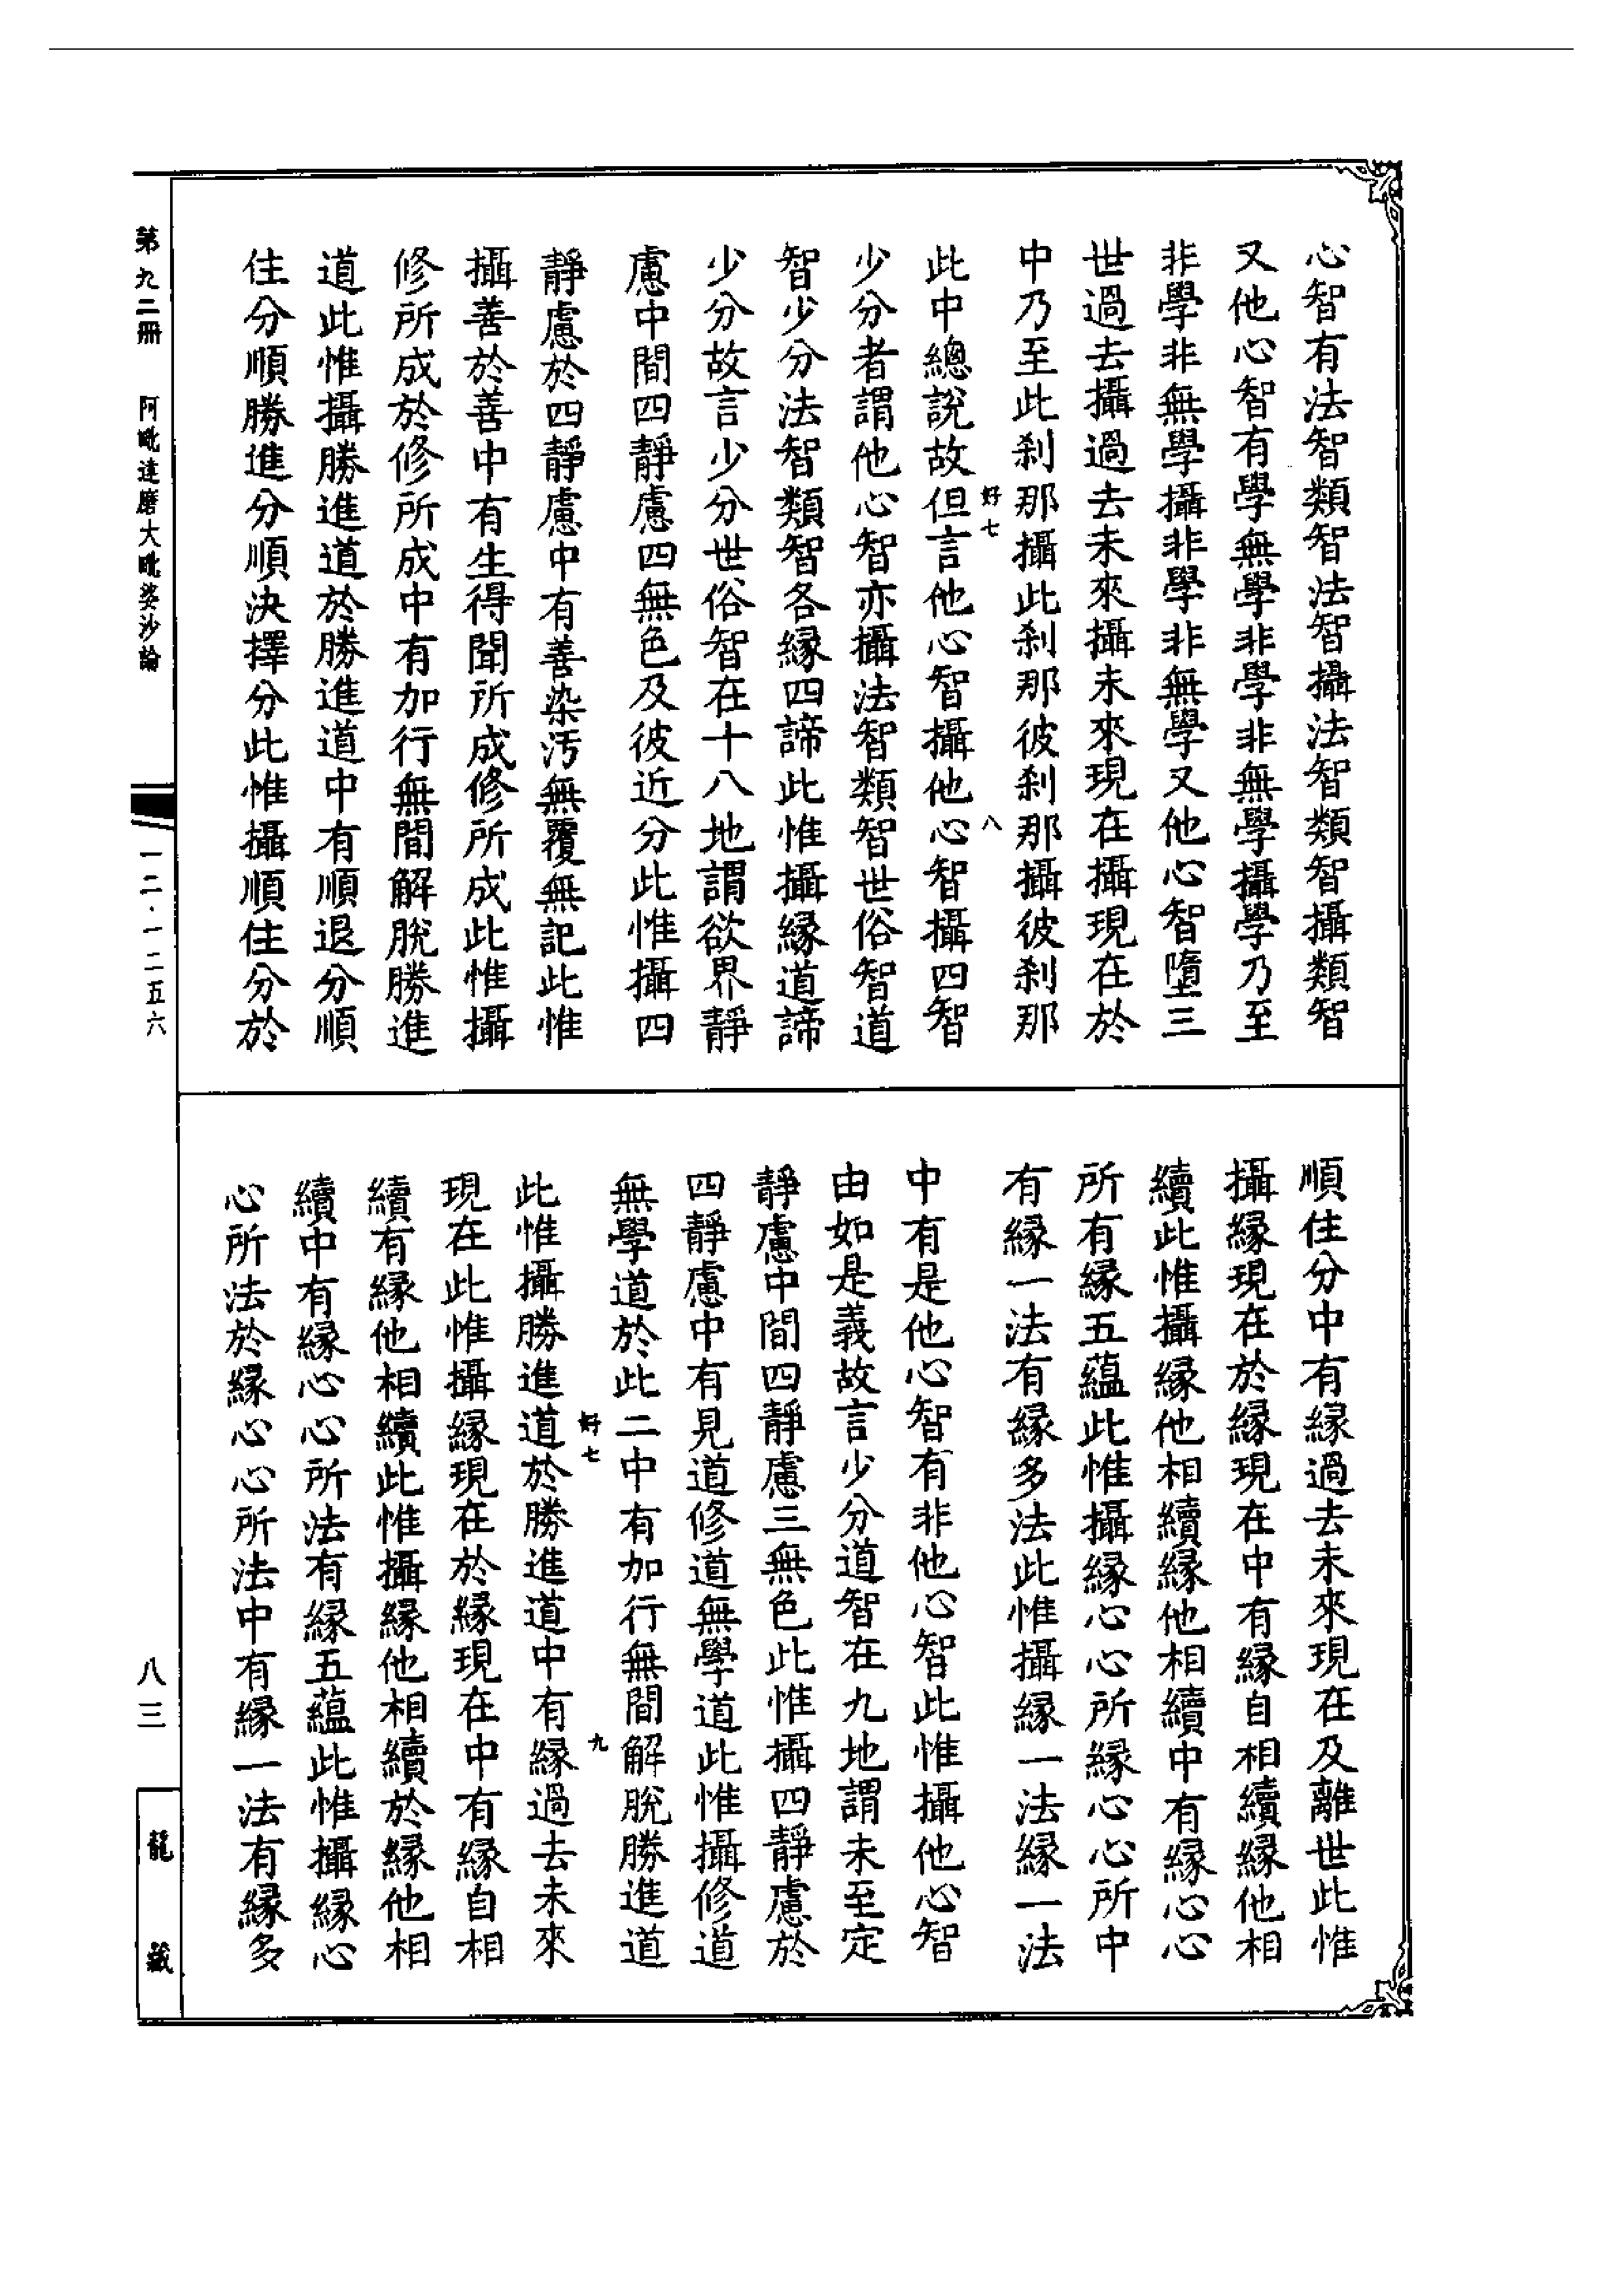 心智有法智類智法智攝法智類智攝類智
又他心智有學無學非學非無學攝學乃至
非學非無學攝非學非無學又他心智墮三
世過去攝過去未來攝未來現在攝現在於
中乃至此刹那攝此刹那彼刹那攝彼刹那
好七
八
此中總說故但言他心智攝他心智攝四智
少分者謂他心智亦攝法智類智世俗智道
智少分法智類智各緣四諦此惟攝緣道諦
少分故言少分世俗智在十八地謂欲界靜
慮中間四靜慮四無色及彼近分此惟攝四
靜慮於四靜慮中有善染汚無覆無記此惟
攝善於善中有生得聞所成修所成此惟攝
修所成於修所成中有加行無間解脫勝進
道此惟攝勝進道於勝進道中有順退分順
住分順勝進分順決擇分此惟攝順住分於
順住分中有緣過去未來現在及離世此惟
攝緣現在於緣現在中有緣自相續緣他相
續此惟攝緣他相續緣他相續中有緣心心
所有緣五蘊此惟攝緣心心所緣心心所中
有緣一法有緣多法此惟攝緣一法緣一法
中有是他心智有非他心智此惟攝他心智
由如是義故言少分道智在九地謂未至定
靜慮中間四靜慮三無色此惟攝四靜慮於
四靜慮中有見道修道無學道此惟攝修道
無學道於此二中有加行無間解脫勝進道
好七
九
此惟攝勝進道於勝進道中有緣過去未來
現在此惟攝緣現在於緣現在中有緣自相
續有緣他相續此惟攝緣他相續於緣他相
續中有緣心心所法有緣五蘊此惟攝緣心
心所法於緣心心所法中有緣一法有緣多
第九二冊 阿毗達磨大毗婆沙論
一二·一二五六
八三
龍藏